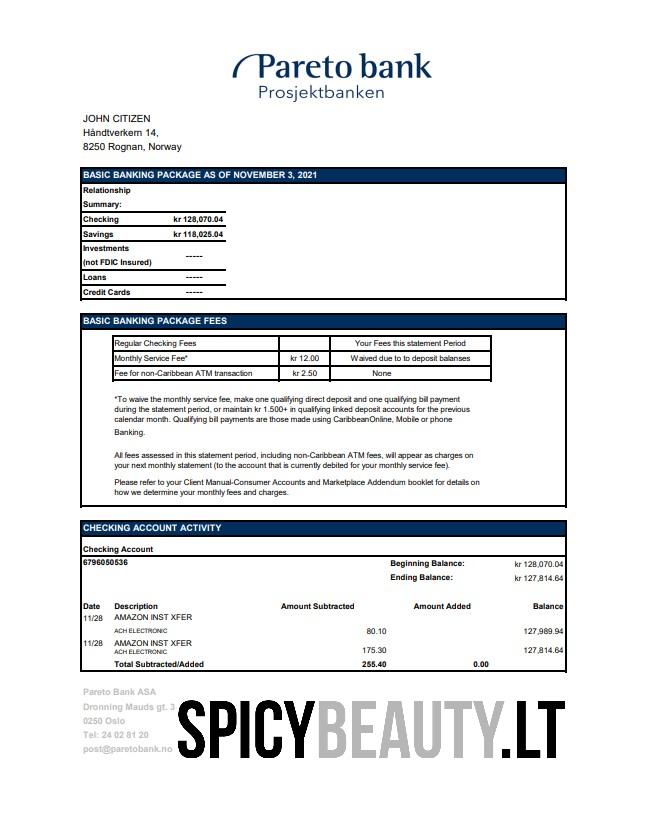 Pareto bank
Prosjektbanken
JOHN CITIZEN
Håndtverkern 14,
8250 Rognan, Norway
BASIC BANKING PACKAGE AS OF NOVEMBER 3, 2021
Relationship
Summary:
Checking kr 128,070.04
Savings kr 118,025.04
Investments
(not FDIC Insured) -----
Loans -----
Credit Cards -----
BASIC BANKING PACKAGE FEES
Regular Checking Fees Your Fees this statement Period
Monthly Service Fee* kr 12.00 Waived due to to deposit balanses
Fee for non-Caribbean ATM transaction kr 2.50 None
*To waive the monthly service fee, make one qualifying direct deposit and one qualifying bill payment
during the statement period, or maintain kr 1.500+ in qualifying linked deposit accounts for the previous
calendar month. Qualifying bill payments are those made using CaribbeanOnline, Mobile or phone
Banking.
All fees assessed in this statement period, including non-Caribbean ATM fees, will appear as charges on
your next monthly statement (to the account that is currently debited for your monthly service fee).
Please refer to your Client Manual-Consumer Accounts and Marketplace Addendum booklet for details on
how we determine your monthly fees and charges.
CHECKING ACCOUNT ACTIVITY
Checking Account
6796050536 Beginning Balance: kr 128,070.04
Ending Balance: kr 127,814.64
Date Description Amount Subtracted Amount Added Balance
11/28 AMAZON INST XFER
ACH ELECTRONIC 80.10 127,989.94
11/28 AMAZON INST XFER
ACH ELECTRONIC 175.30 127,814.64
Total Subtracted/Added 255.40 0.00
Pareto Bank ASA
Dronning Mauds gt. 3
0250 Oslo
Tel: 24 02 81 20
post@paretobank.no
SPICYBEAUTY.LT